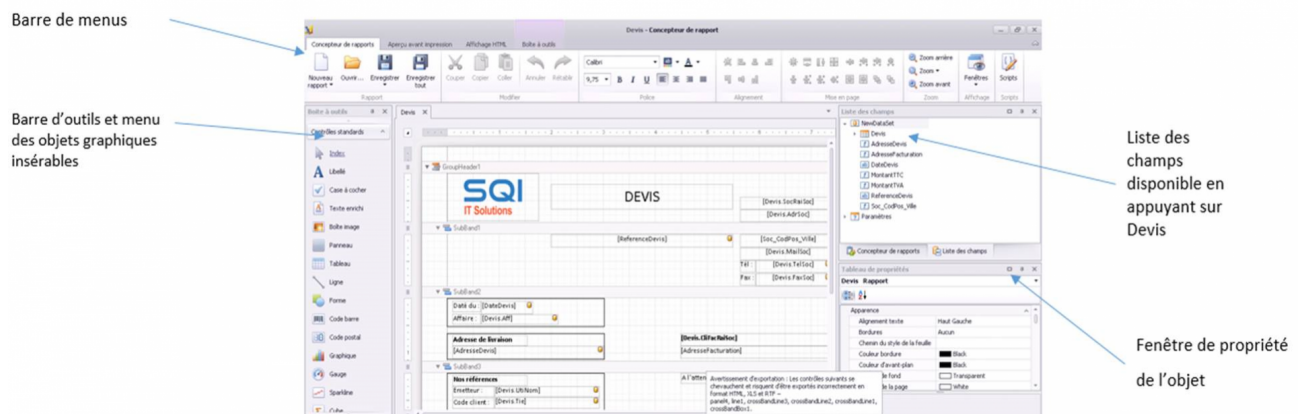 Barre de menus
Barre d'outils et menu
des objets graphiques
insérables
Devis - Concepteur de rapport
Concepteur de rapports Aperçu avant impression Affichage HTML Boîte à outils
Nouveau rapport Ouvrir ... Enregistrer Enregistrer tout
Couper Copier Coller Annuler Rétablir
Calibri
9,75 B I U
Zoom arrière
Zoom
Zoom avant
Fenêtres Scripts
Rapport Modifier Police Alignement Mise en page Zoom Affichage Scripts
Boîte à outils
Contrôles standards
Index
Libellé
Case à cocher
Texte enrichi
Boîte image
Panneau
Tableau
Ligne
Forme
Code barre
Code postal
Graphique
Gauge
Sparkline
Cube
Devis
GroupHeader1
SQI
IT Solutions
DEVIS
[Devis.SocRaiSoc]
[Devis.AdrSoc]
SubBand1
[ReferenceDevis]
[Soc_CodPos_Ville]
[Devis.MailSoc]
Tél : [Devis.TelSoc]
Fax : [Devis.FaxSoc]
SubBand2
Daté du : [DateDevis]
Affaire : [Devis.Aff]
Adresse de livraison
[AdresseDevis]
[Devis.CliFacRaiSoc]
[AdresseFacturation]
SubBand3
Nos références
Emetteur : [Devis.UtiNom]
Code client : [Devis.Tie]
A l'atten
Avertissement d'exportation : Les contrôles suivants se
chevauchent et risquent d'être exportés incorrectement en
format HTML, XLS et RTF –
panel4, line1, crossBandLine3, crossBandLine2, crossBandLine1,
crossBandBox1.
Liste des champs
NewDataSet
Devis
AdresseDevis
AdresseFacturation
DateDevis
MontantTTC
MontantTVA
ReferenceDevis
Soc_CodPos_Ville
Paramètres
Concepteur de rapports Liste des champs
Tableau de propriétés
Devis Rapport
Apparence
Alignement texte Haut Gauche
Bordures Aucun
Chemin du style de la feuille
Couleur bordure Black
Couleur d'avant-plan Black
de fond Transparent
de la page White
Liste des
champs
disponible en
appuyant sur
Devis
Fenêtre de propriété
de l'objet